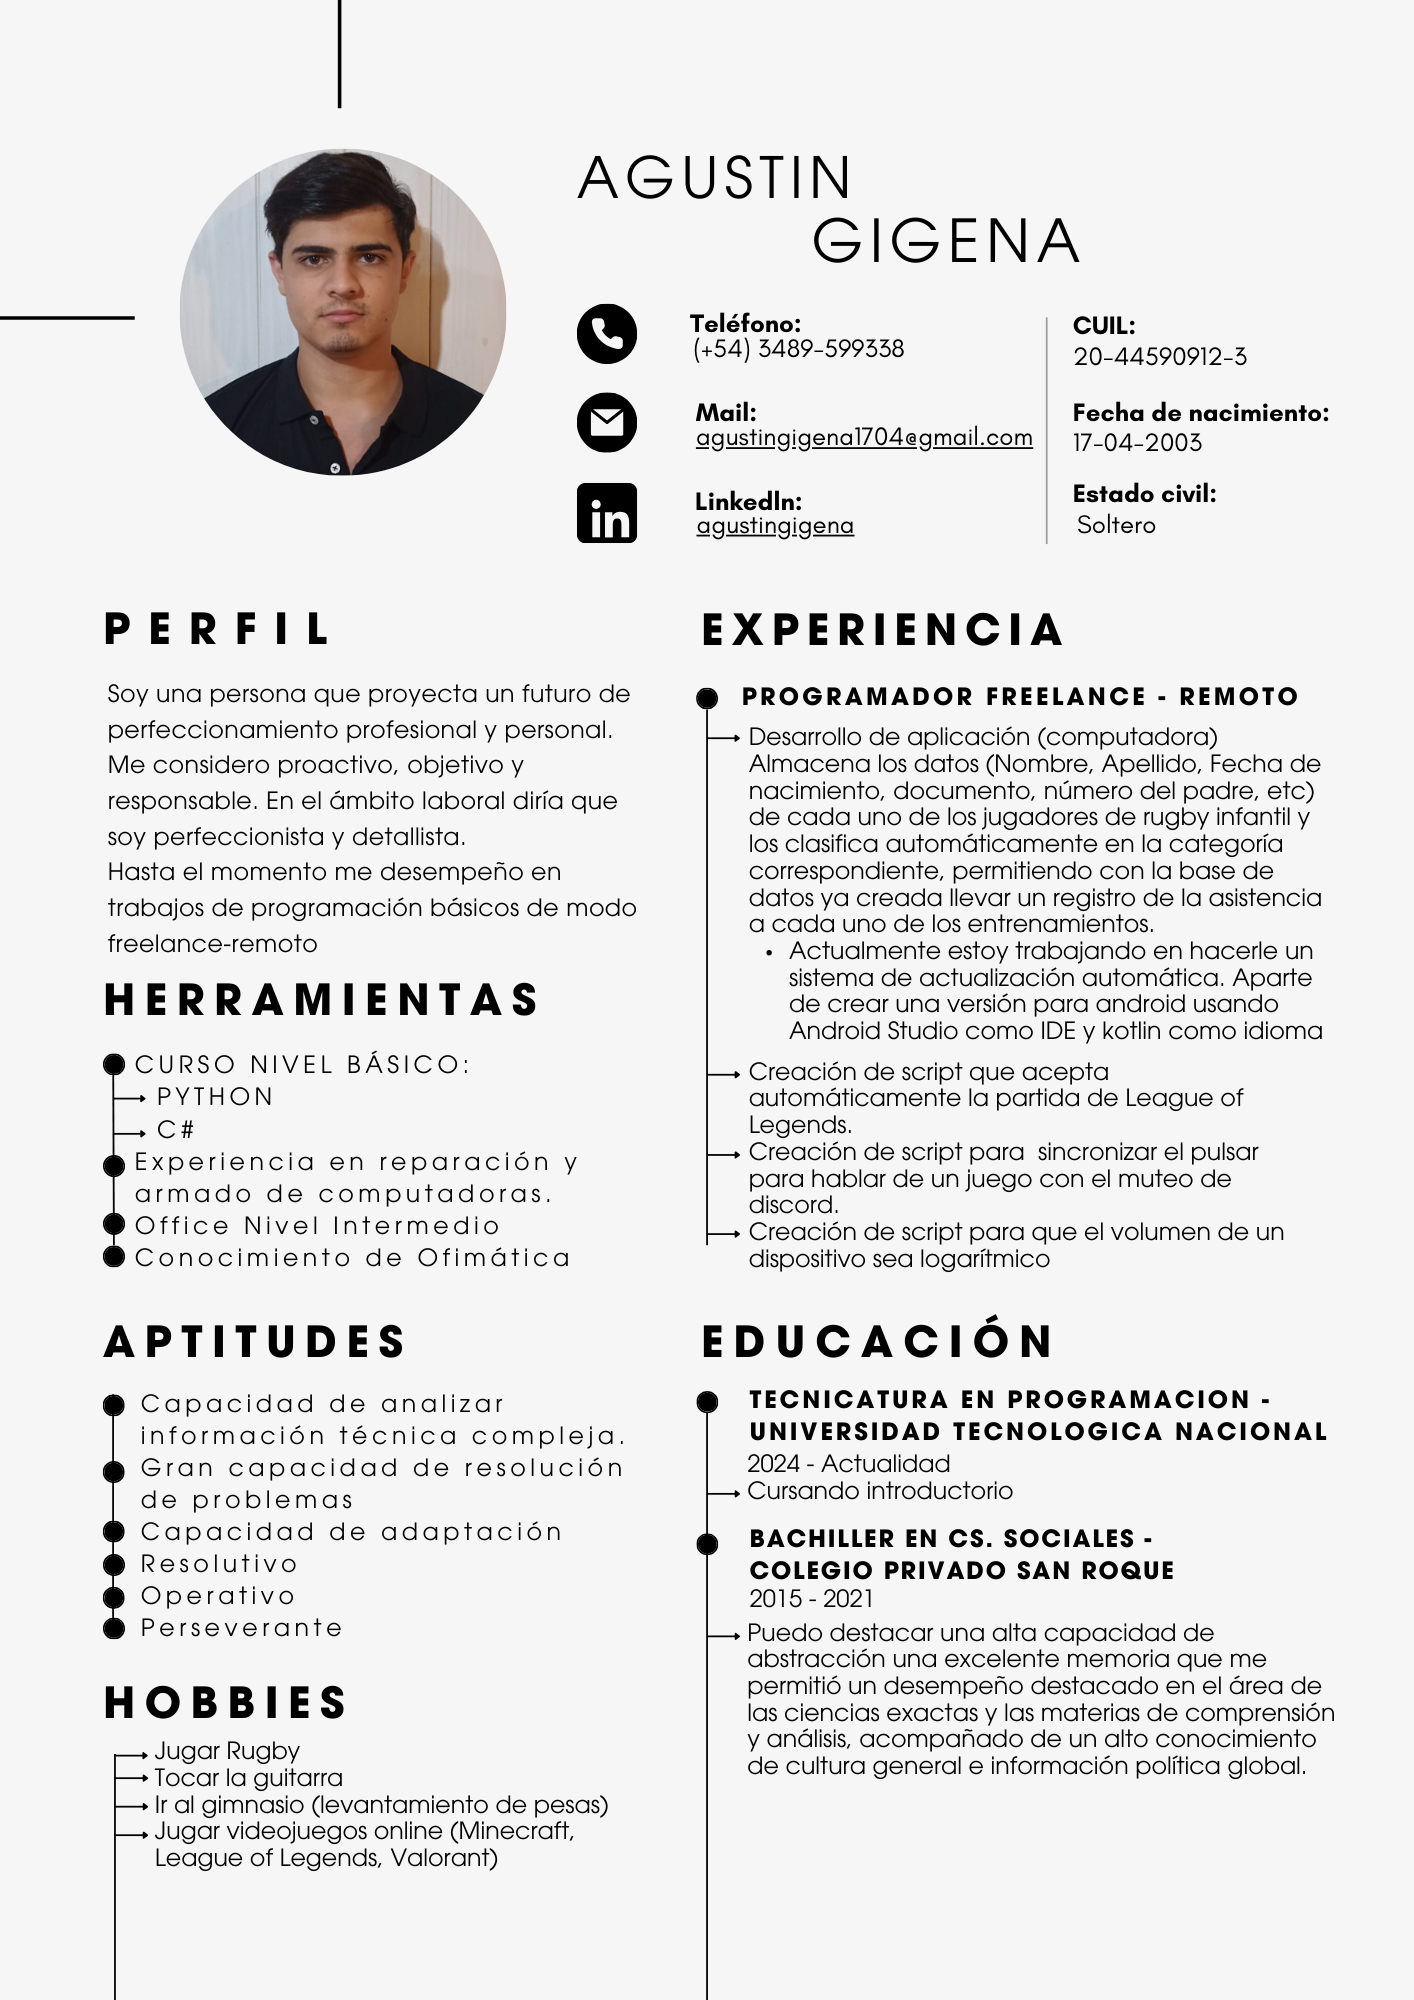 AGUSTIN
GIGENA
Teléfono:
(+54) 3489-599338
Mail:
agustingigena1704@gmail.com
LinkedIn:
agustingigena
CUIL:
20-44590912-3
Fecha de nacimiento:
17-04-2003
Estado civil:
Soltero
PERFIL
Soy una persona que proyecta un futuro de
perfeccionamiento profesional y personal.
Me considero proactivo, objetivo y
responsable. En el ámbito laboral diría que
soy perfeccionista y detallista.
Hasta el momento me desempeño en
trabajos de programación básicos de modo
freelance-remoto
HERRAMIENTAS
CURSO NIVEL BÁSICO:
PYTHON
C#
Experiencia en reparación y
armado de computadoras.
Office Nivel Intermedio
Conocimiento de Ofimática
APTITUDES
Capacidad de analizar
información técnica compleja.
Gran capacidad de resolución
de problemas
Capacidad de adaptación
Resolutivo
Operativo
Perseverante
HOBBIES
Jugar Rugby
Tocar la guitarra
Ir al gimnasio (levantamiento de pesas)
Jugar videojuegos online (Minecraft,
League of Legends, Valorant)
EXPERIENCIA
PROGRAMADOR FREELANCE - REMOTO
Desarrollo de aplicación (computadora)
Almacena los datos (Nombre, Apellido, Fecha de
nacimiento, documento, número del padre, etc)
de cada uno de los jugadores de rugby infantil y
los clasifica automáticamente en la categoría
correspondiente, permitiendo con la base de
datos ya creada llevar un registro de la asistencia
a cada uno de los entrenamientos.
• Actualmente estoy trabajando en hacerle un
sistema de actualización automática. Aparte
de crear una versión para android usando
Android Studio como IDE y kotlin como idioma
Creación de script que acepta
automáticamente la partida de League of
Legends.
Creación de script para  sincronizar el pulsar
para hablar de un juego con el muteo de
discord.
Creación de script para que el volumen de un
dispositivo sea logarítmico
EDUCACIÓN
TECNICATURA EN PROGRAMACION -
UNIVERSIDAD TECNOLOGICA NACIONAL
2024 - Actualidad
Cursando introductorio
BACHILLER EN CS. SOCIALES -
COLEGIO PRIVADO SAN ROQUE
2015 - 2021
Puedo destacar una alta capacidad de
abstracción una excelente memoria que me
permitió un desempeño destacado en el área de
las ciencias exactas y las materias de comprensión
y análisis, acompañado de un alto conocimiento
de cultura general e información política global.